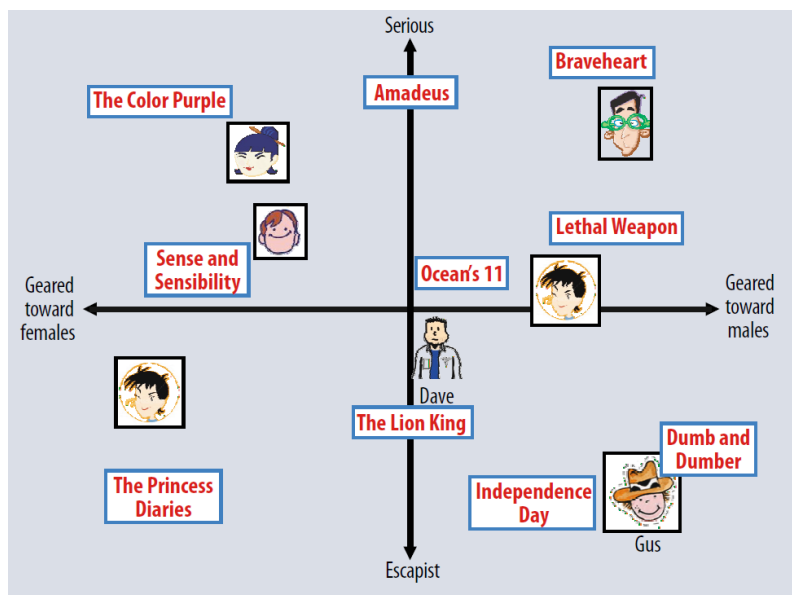 Serious
Braveheart
The Color Purple
Amadeus
Lethal Weapon
Sense and
Sensibility
Ocean's 11
Geared
toward
females
Geared
toward
males
Dave
The Lion King
Dumb and
Dumber
The Princess
Diaries
Independence
Day
Gus
Escapist